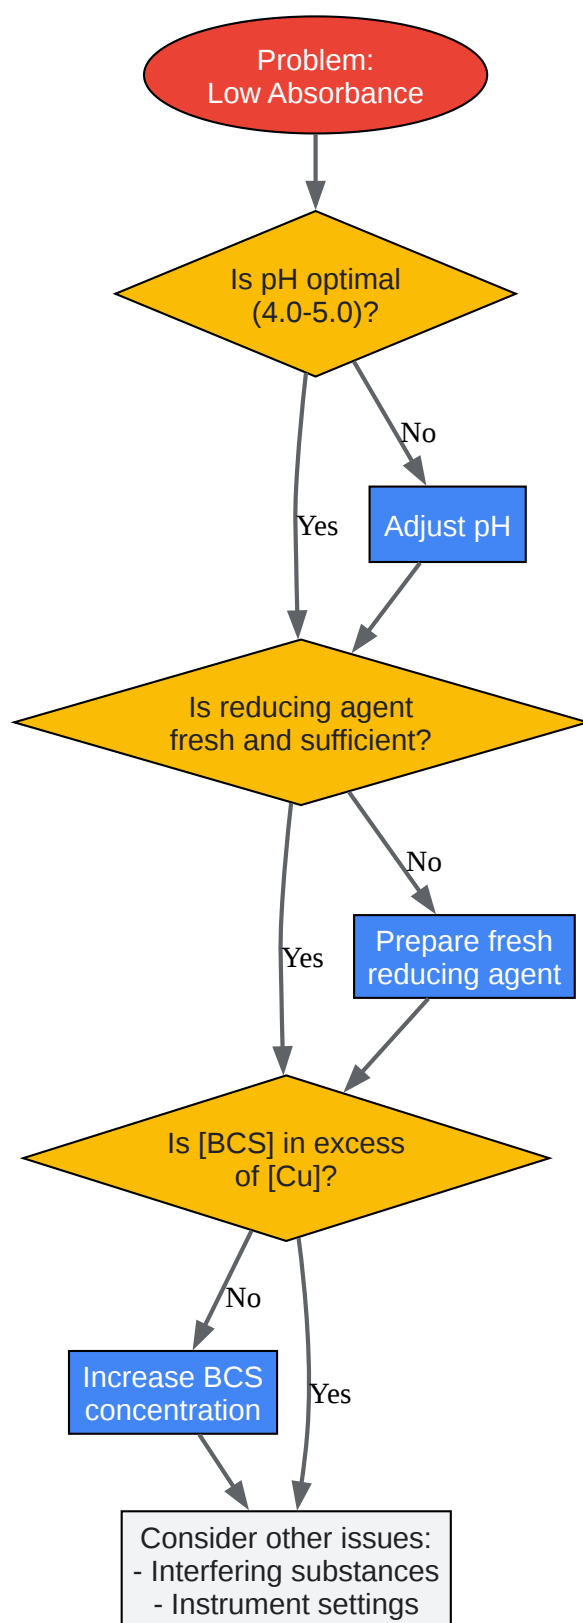 Problem:
Low Absorbance
Is pH optimal
(4.0-5.0)?
No
Yes
Adjust pH
Is reducing agent
fresh and sufficient?
No
Yes
Prepare fresh
reducing agent
Is [BCS] in excess
of [Cu]?
No
Yes
Increase BCS
concentration
Consider other issues:
- Interfering substances
- Instrument settings